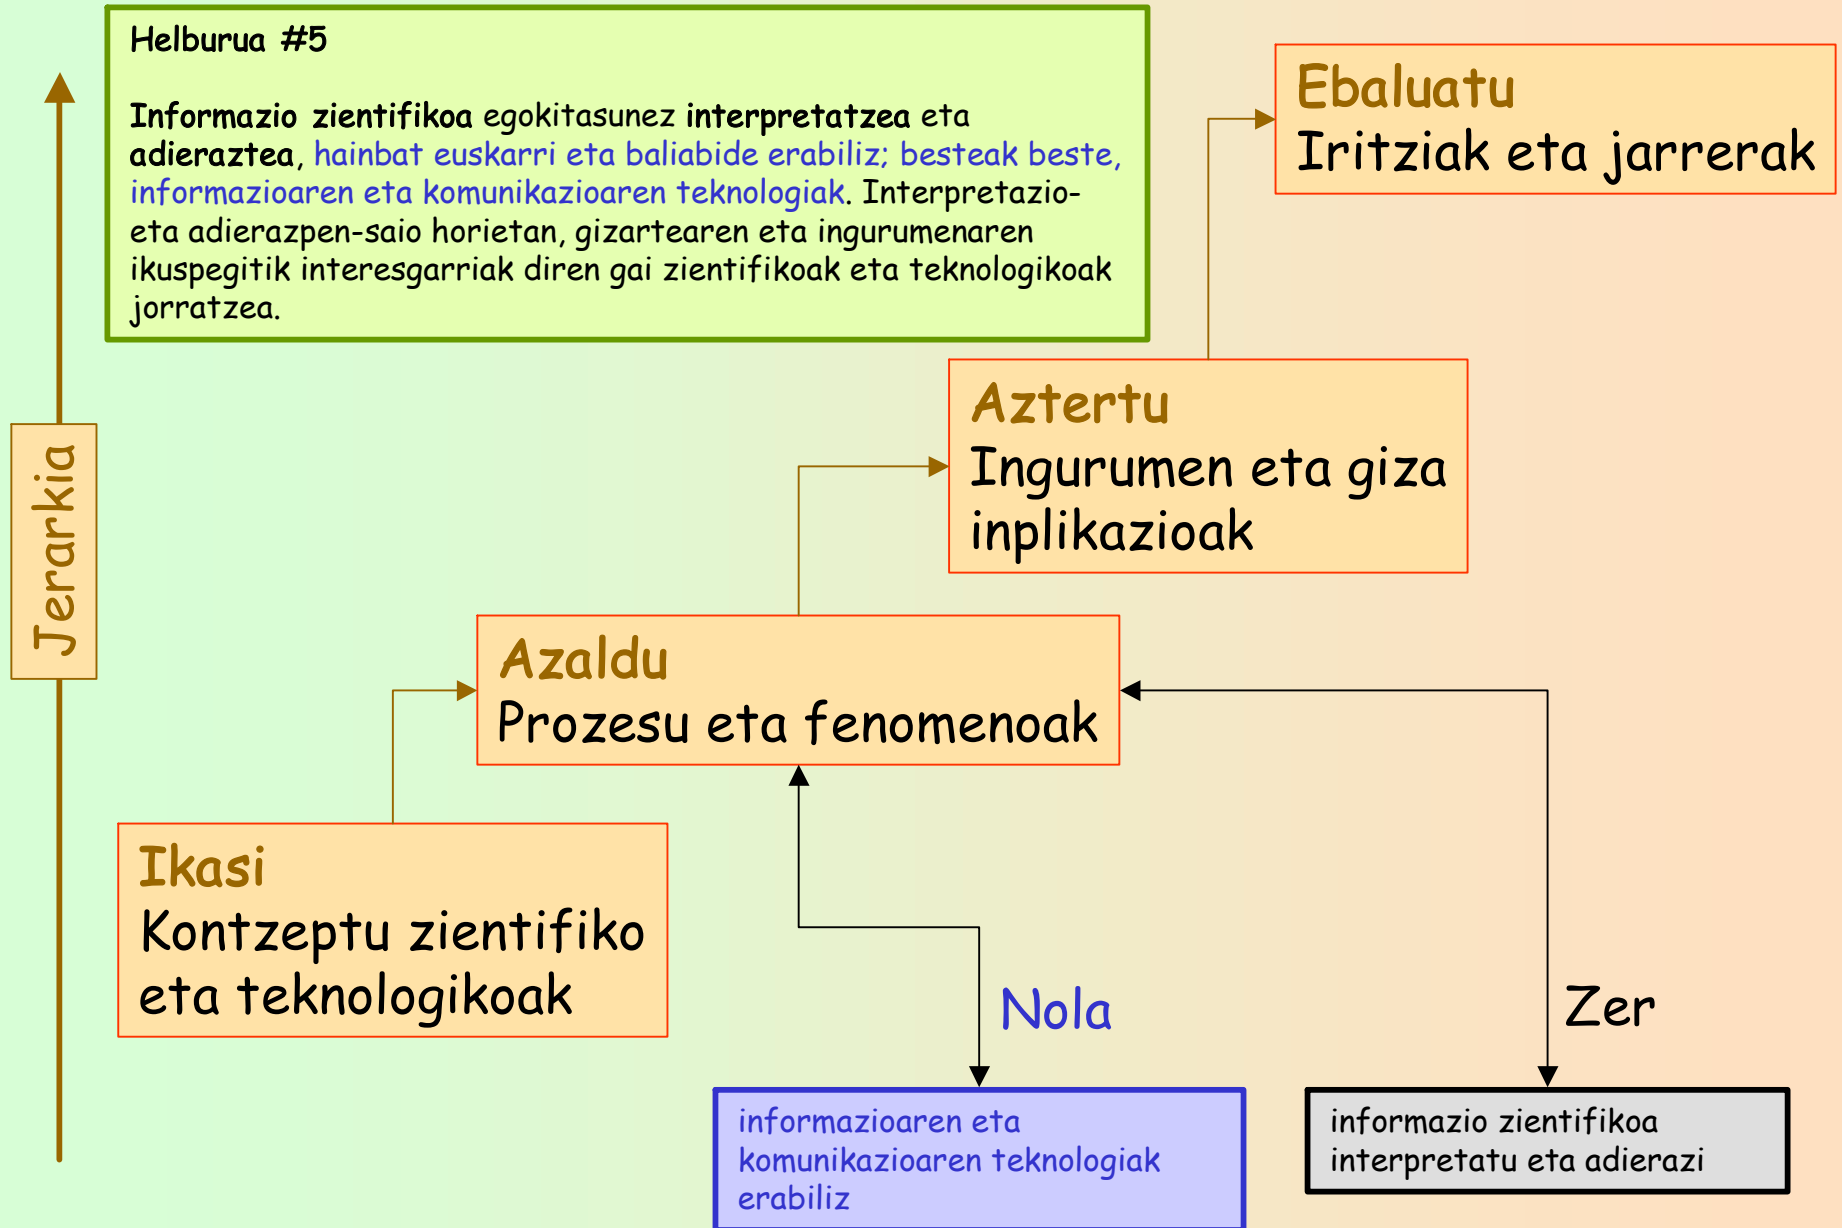 Helburua #5
Informazio zientifikoa egokitasunez interpretatzea eta
adieraztea, hainbat euskarri eta baliabide erabiliz; besteak beste,
informazioaren eta komunikazioaren teknologiak. Interpretazio-
eta adierazpen-saio horietan, gizartearen eta ingurumenaren
ikuspegitik interesgarriak diren gai zientifikoak eta teknologikoak
jorratzea.
Ebaluatu
Iritziak eta jarrerak
Aztertu
Ingurumen eta giza
inplikazioak
Jerarkia
Azaldu
Prozesu eta fenomenoak
Ikasi
Kontzeptu zientifiko
eta teknologikoak
Nola
Zer
informazioaren eta
komunikazioaren teknologiak
erabiliz
informazio zientifikoa
interpretatu eta adierazi